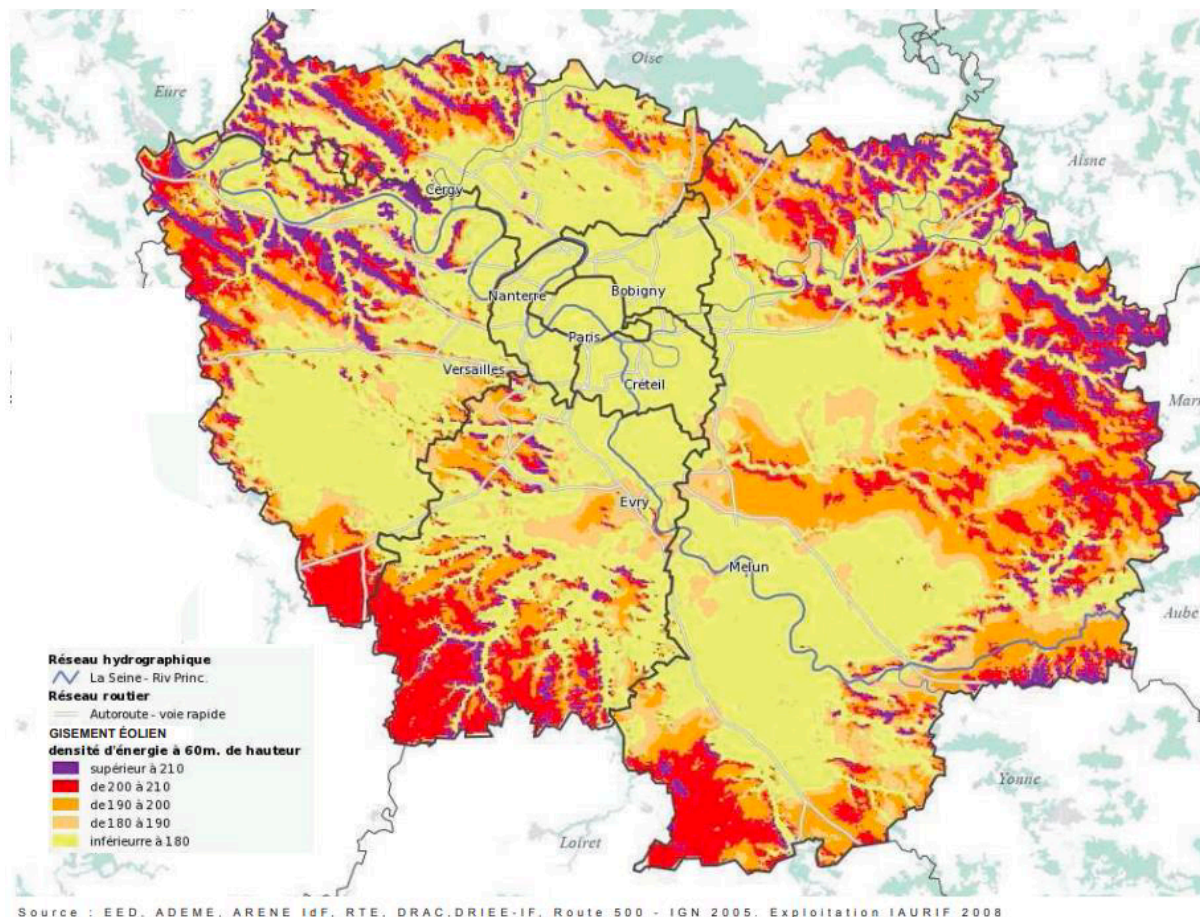 Oise
Eure
Aisne
Cergy
Nanterre
Bobigny
Paris
Versailles
Créteil
Marn
Evry
Melun
Aube
Réseau hydrographique
La Seine - Riv Princ.
Réseau routier
Autoroute - voie rapide
GISEMENT ÉOLIEN
densité d'énergie à 60m. de hauteur
supérieur à 210
de 200 à 210
de 190 à 200
de 180 à 190
inférieurre à 180
Yonne
Loiret
Source : EED, ADEME, ARENE IdF, RTE, DRAC,DRIEE-IF, Route 500 - IGN 2005. Exploitation IAURIF 2008